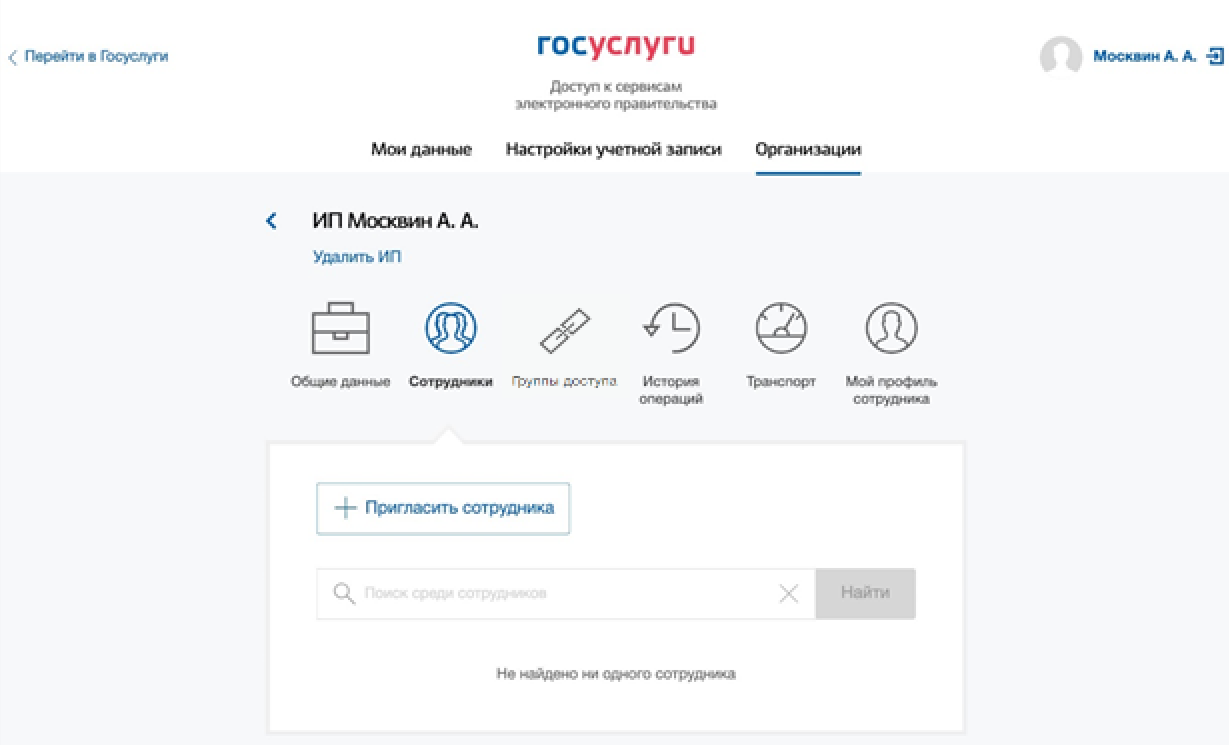 Перейти в Госуслуги
госуслуги
Москвин А. А.
Доступ к сервисам
электронного правительства
Мои данные Настройки учетной записи Организации
ИП Москвин А. А.
Удалить ИП
Общие данные Сотрудники Группы доступа История операций Транспорт Мой профиль сотрудника
Пригласить сотрудника
Поиск среди сотрудников Найти
Не найдено ни одного сотрудника